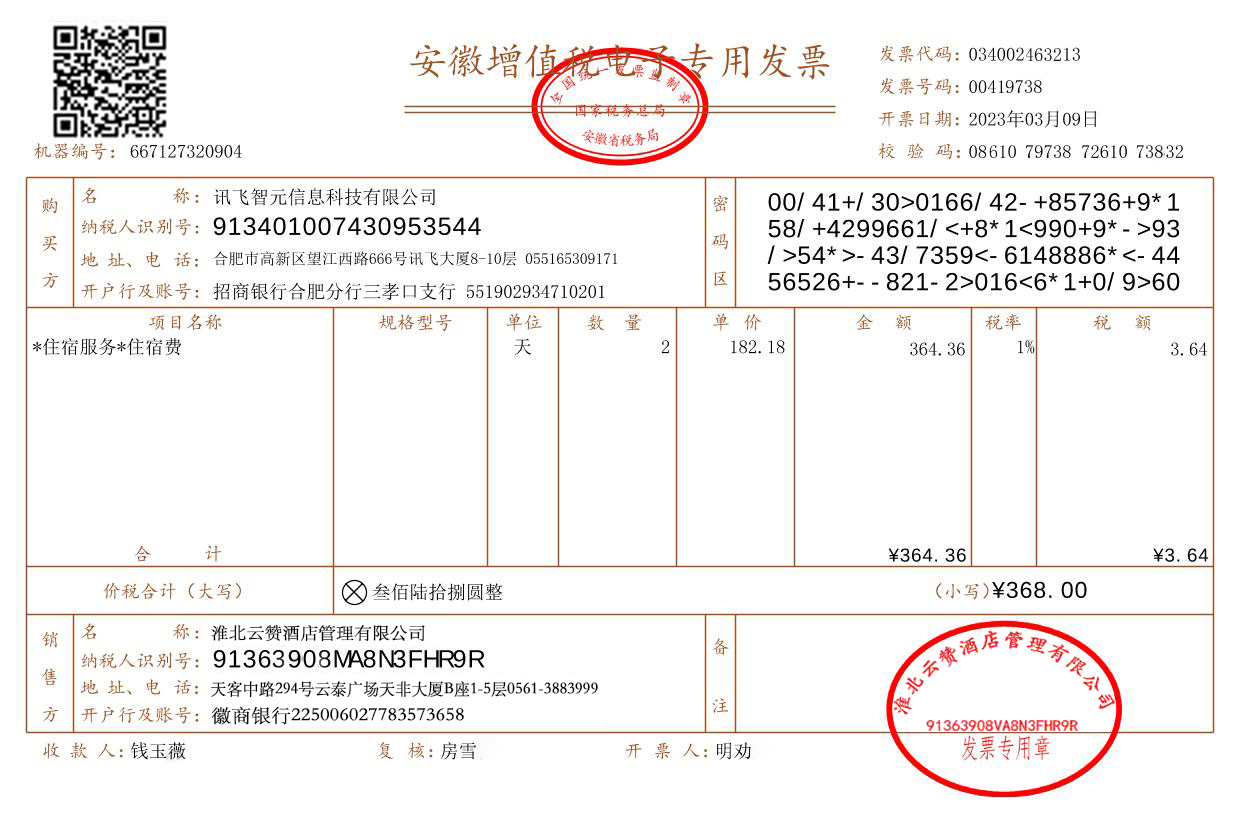 安徽增值税电子专用发票
全国统一发票监制章
国家税务总局
安徽省税务局
发票代码: 034002463213
发票号码: 00419738
开票日期: 2023年03月09日
校 验 码: 08610 79738 72610 73832
机器编号: 667127320904
购买方
名 称: 讯飞智元信息科技有限公司
纳税人识别号: 913401007430953544
地 址、电 话: 合肥市高新区望江西路666号讯飞大厦8-10层 055165309171
开户行及账号: 招商银行合肥分行三孝口支行 551902934710201
密码区
00/ 41+/ 30>0166/ 42- +85736+9* 1
58/ +4299661/ <+8* 1<990+9* - >93
/ >54* >- 43/ 7359<- 6148886* <- 44
56526+- - 821- 2>016<6* 1+0/ 9>60
项目名称 规格型号 单位 数 量 单 价 金 额 税率 税 额
*住宿服务*住宿费 天 2 182.18 364.36 1% 3.64
合 计 ¥364.36 ¥3.64
价税合计（大写） ⊗叁佰陆拾捌圆整 （小写）¥368.00
销售方
名 称: 淮北云赞酒店管理有限公司
纳税人识别号: 91363908MA8N3FHR9R
地 址、电 话: 天客中路294号云泰广场天非大厦B座1-5层0561-3883999
开户行及账号: 徽商银行225006027783573658
备注
淮北云赞酒店管理有限公司
91363908VA8N3FHR9R
发票专用章
收 款 人: 钱玉薇 复 核: 房雪 开 票 人: 明劝